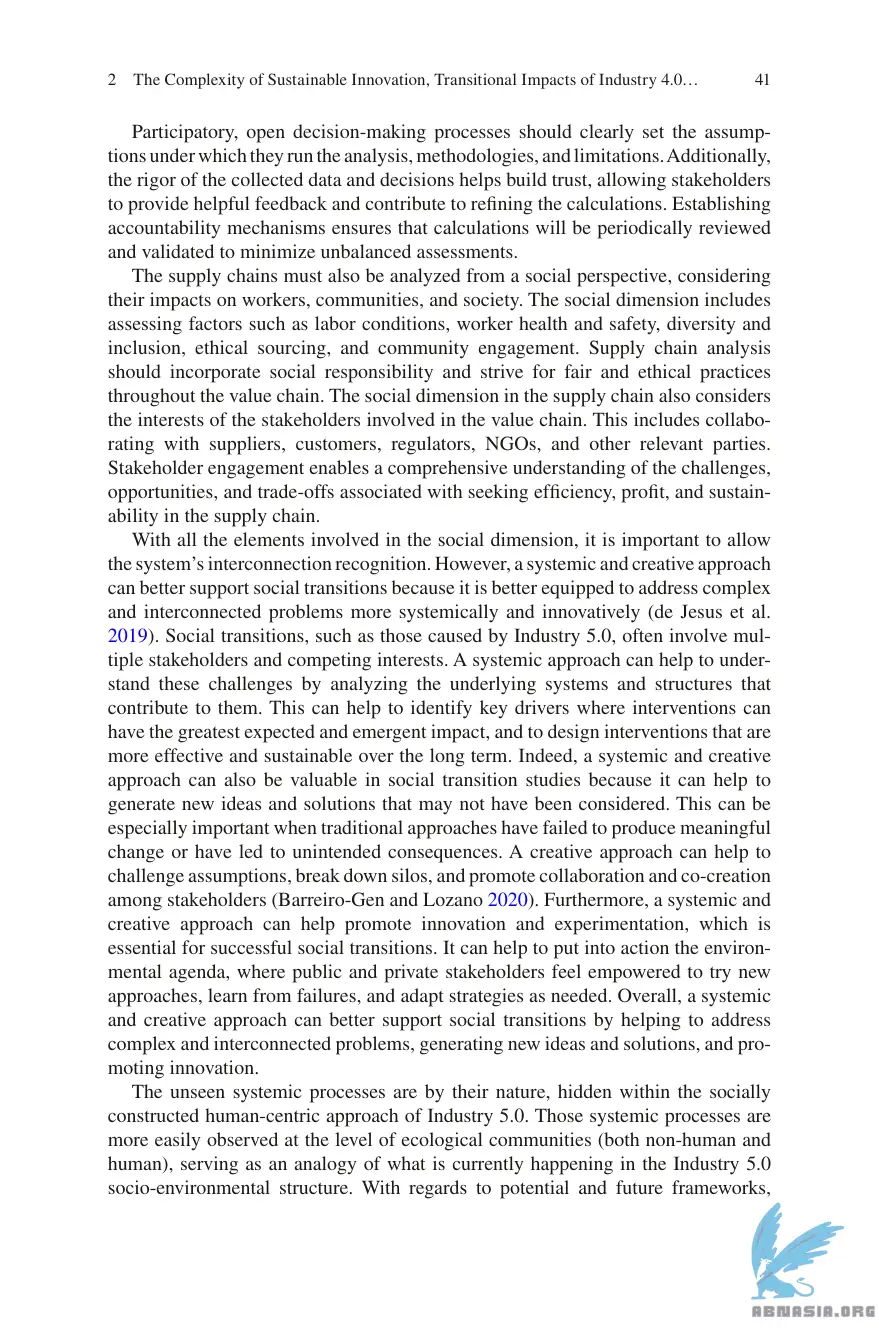 2 The Complexity of Sustainable Innovation, Transitional Impacts of Industry 4.0… 41
Participatory, open decision-making processes should clearly set the assump-
tions under which they run the analysis, methodologies, and limitations. Additionally,
the rigor of the collected data and decisions helps build trust, allowing stakeholders
to provide helpful feedback and contribute to refining the calculations. Establishing
accountability mechanisms ensures that calculations will be periodically reviewed
and validated to minimize unbalanced assessments.
The supply chains must also be analyzed from a social perspective, considering
their impacts on workers, communities, and society. The social dimension includes
assessing factors such as labor conditions, worker health and safety, diversity and
inclusion, ethical sourcing, and community engagement. Supply chain analysis
should incorporate social responsibility and strive for fair and ethical practices
throughout the value chain. The social dimension in the supply chain also considers
the interests of the stakeholders involved in the value chain. This includes collabo-
rating with suppliers, customers, regulators, NGOs, and other relevant parties.
Stakeholder engagement enables a comprehensive understanding of the challenges,
opportunities, and trade-offs associated with seeking efficiency, profit, and sustain-
ability in the supply chain.
With all the elements involved in the social dimension, it is important to allow
the system's interconnection recognition. However, a systemic and creative approach
can better support social transitions because it is better equipped to address complex
and interconnected problems more systemically and innovatively (de Jesus et al.
2019). Social transitions, such as those caused by Industry 5.0, often involve mul-
tiple stakeholders and competing interests. A systemic approach can help to under-
stand these challenges by analyzing the underlying systems and structures that
contribute to them. This can help to identify key drivers where interventions can
have the greatest expected and emergent impact, and to design interventions that are
more effective and sustainable over the long term. Indeed, a systemic and creative
approach can also be valuable in social transition studies because it can help to
generate new ideas and solutions that may not have been considered. This can be
especially important when traditional approaches have failed to produce meaningful
change or have led to unintended consequences. A creative approach can help to
challenge assumptions, break down silos, and promote collaboration and co-creation
among stakeholders (Barreiro-Gen and Lozano 2020). Furthermore, a systemic and
creative approach can help promote innovation and experimentation, which is
essential for successful social transitions. It can help to put into action the environ-
mental agenda, where public and private stakeholders feel empowered to try new
approaches, learn from failures, and adapt strategies as needed. Overall, a systemic
and creative approach can better support social transitions by helping to address
complex and interconnected problems, generating new ideas and solutions, and pro-
moting innovation.
The unseen systemic processes are by their nature, hidden within the socially
constructed human-centric approach of Industry 5.0. Those systemic processes are
more easily observed at the level of ecological communities (both non-human and
human), serving as an analogy of what is currently happening in the Industry 5.0
socio-environmental structure. With regards to potential and future frameworks,
ABNASIA.ORG